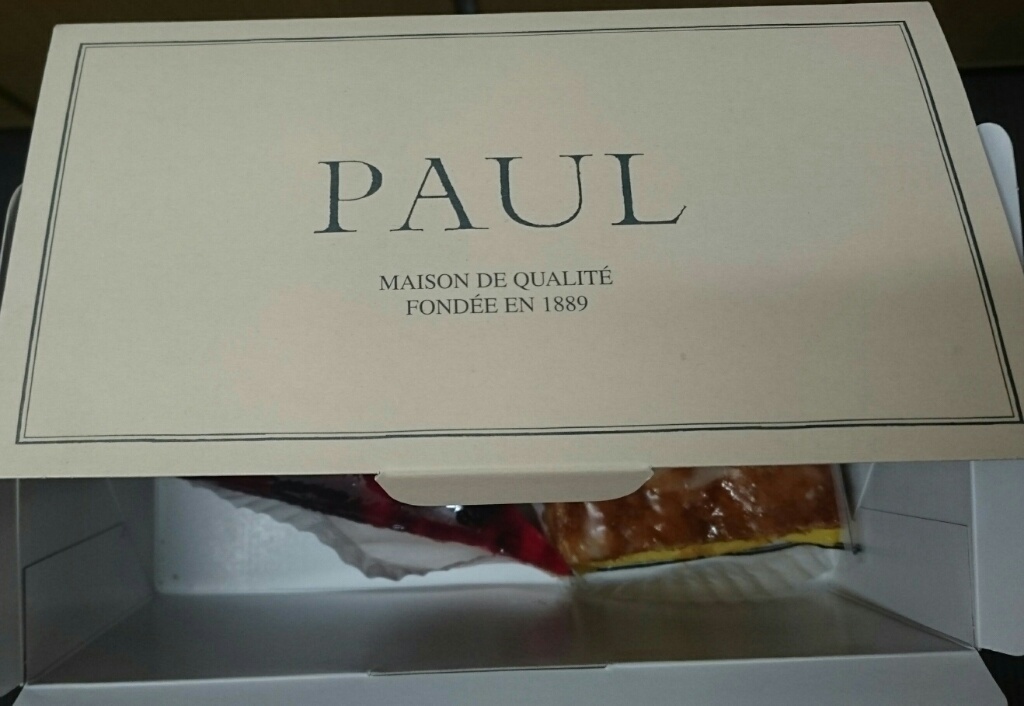 PAUL
MAISON DE QUALITÉ
FONDÉE EN 1889